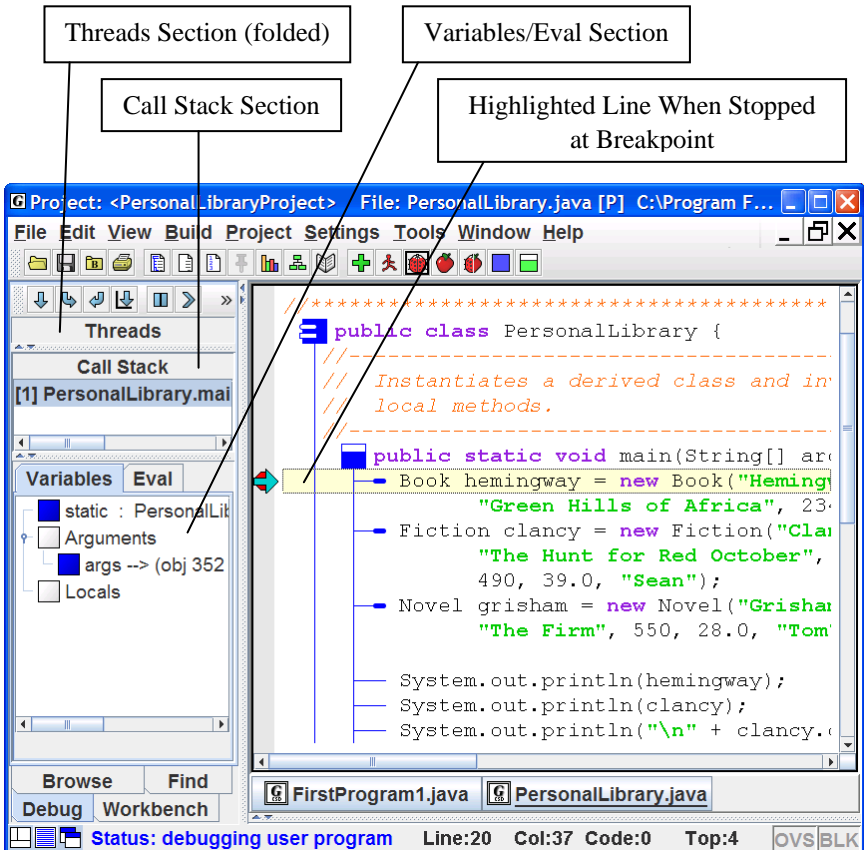 Threads Section (folded)
Variables/Eval Section
Call Stack Section
Highlighted Line When Stopped
at Breakpoint
Project: <PersonalLibraryProject> File: PersonalLibrary.java [P] C:\Program F...
File Edit View Build Project Settings Tools Window Help
Threads
Call Stack
[1] PersonalLibrary.mai
Variables Eval
static : PersonalLib
Arguments
args --> (obj 352
Locals
Browse Find
Debug Workbench
//*****************************************
public class PersonalLibrary {
//--------------------------------------
// Instantiates a derived class and in
// local methods.
//--------------------------------------
public static void main(String[] ar
Book hemingway = new Book("Heming
"Green Hills of Africa", 23
Fiction clancy = new Fiction("Cla
"The Hunt for Red October",
490, 39.0, "Sean");
Novel grisham = new Novel("Grisha
"The Firm", 550, 28.0, "Tom
System.out.println(hemingway);
System.out.println(clancy);
System.out.println("\n" + clancy.
FirstProgram1.java PersonalLibrary.java
Status: debugging user program Line:20 Col:37 Code:0 Top:4 OVS BLK